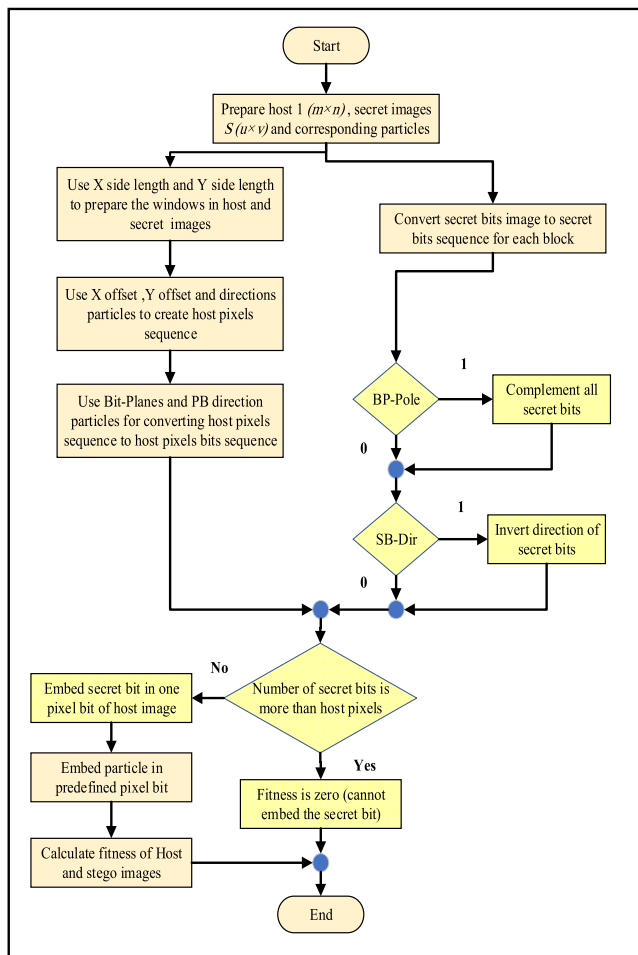 Start
Prepare host 1 (m×n) , secret images
S(u×v) and corresponding particles
Use X side length and Y side length
to prepare the windows in host and
secret images
Convert secret bits image to secret
bits sequence for each block
Use X offset ,Y offset and directions
particles to create host pixels
sequence
Use Bit-Planes and PB direction
particles for converting host pixels
sequence to host pixels bits sequence
BP-Pole
1
Complement all
secret bits
0
SB-Dir
1
Invert direction of
secret bits
0
Number of secret bits is
more than host pixels
No
Embed secret bit in one
pixel bit of host image
Embed particle in
predefined pixel bit
Calculate fitness of Host
and stego images
Yes
Fitness is zero (cannot
embed the secret bit)
End